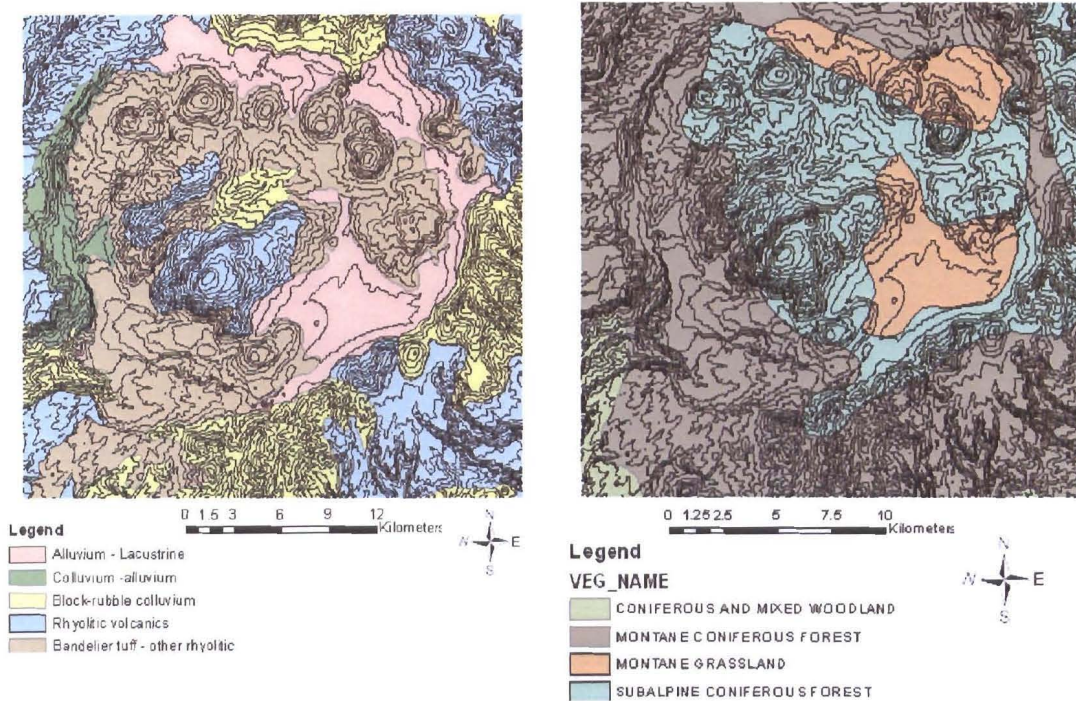 0 1.5 3 6 9 12
Kilometers
N
E
S
Legend
Alluvium - Lacustrine
Colluvium -alluvium
Block-rubble colluvium
Rhyolitic volcanics
Bandelier tuff - other rhyolitic
0 1.252.5 5 7.5 10
Kilometers
N
N E
S
Legend
VEG_NAME
CONIFEROUS AND MIXED WOODLAND
MONTANE CONIFEROUS FOREST
MONTANE GRASSLAND
SUBALPINE CONIFEROUS FOREST